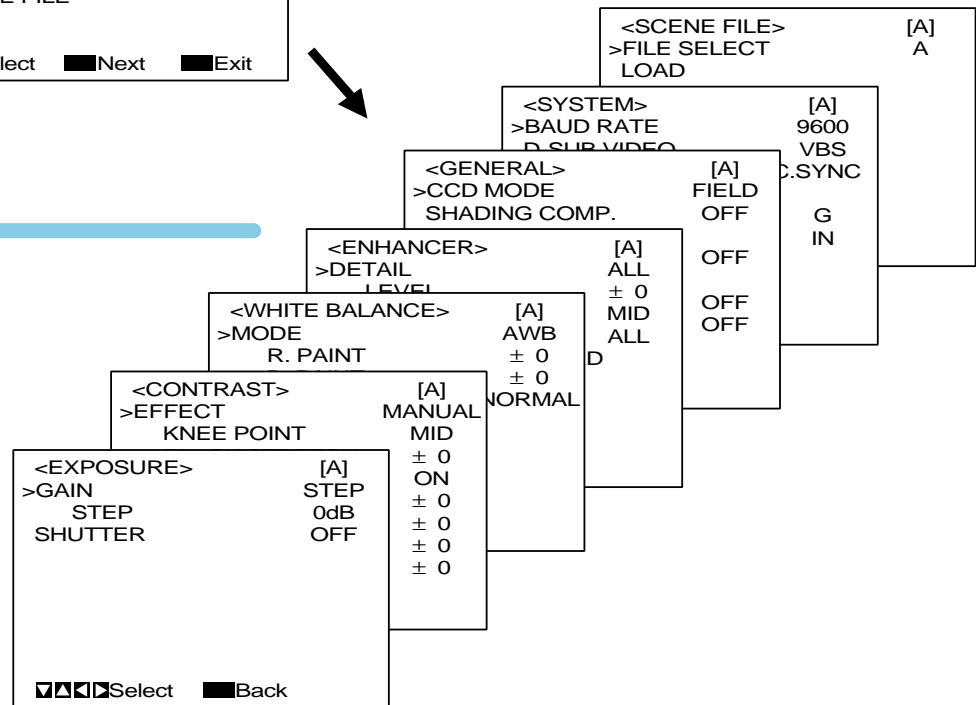 lect Next Exit
<SCENE FILE> [A]
>FILE SELECT A
LOAD
<SYSTEM> [A]
>BAUD RATE 9600
D-SUB VIDEO VBS
C.SYNC
G
IN
<GENERAL> [A]
>CCD MODE FIELD
SHADING COMP. OFF
OFF
OFF
OFF
<ENHANCER> [A]
>DETAIL ALL
LEVEL ± 0
MID
ALL
D
<WHITE BALANCE> [A]
>MODE AWB
R. PAINT ± 0
± 0
NORMAL
<CONTRAST> [A]
>EFFECT MANUAL
KNEE POINT MID
± 0
ON
± 0
± 0
± 0
± 0
<EXPOSURE> [A]
>GAIN STEP
STEP 0dB
SHUTTER OFF
Select Back